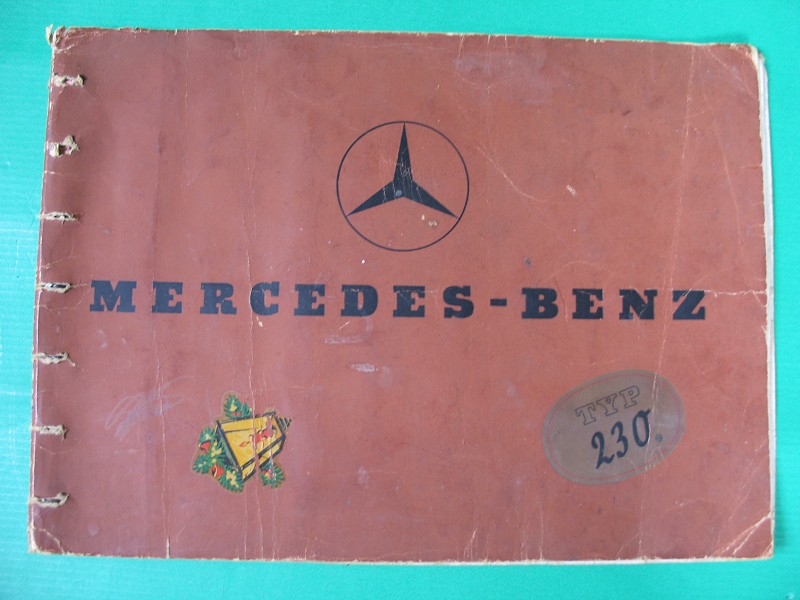 MERCEDES-BENZ
TYP
230.